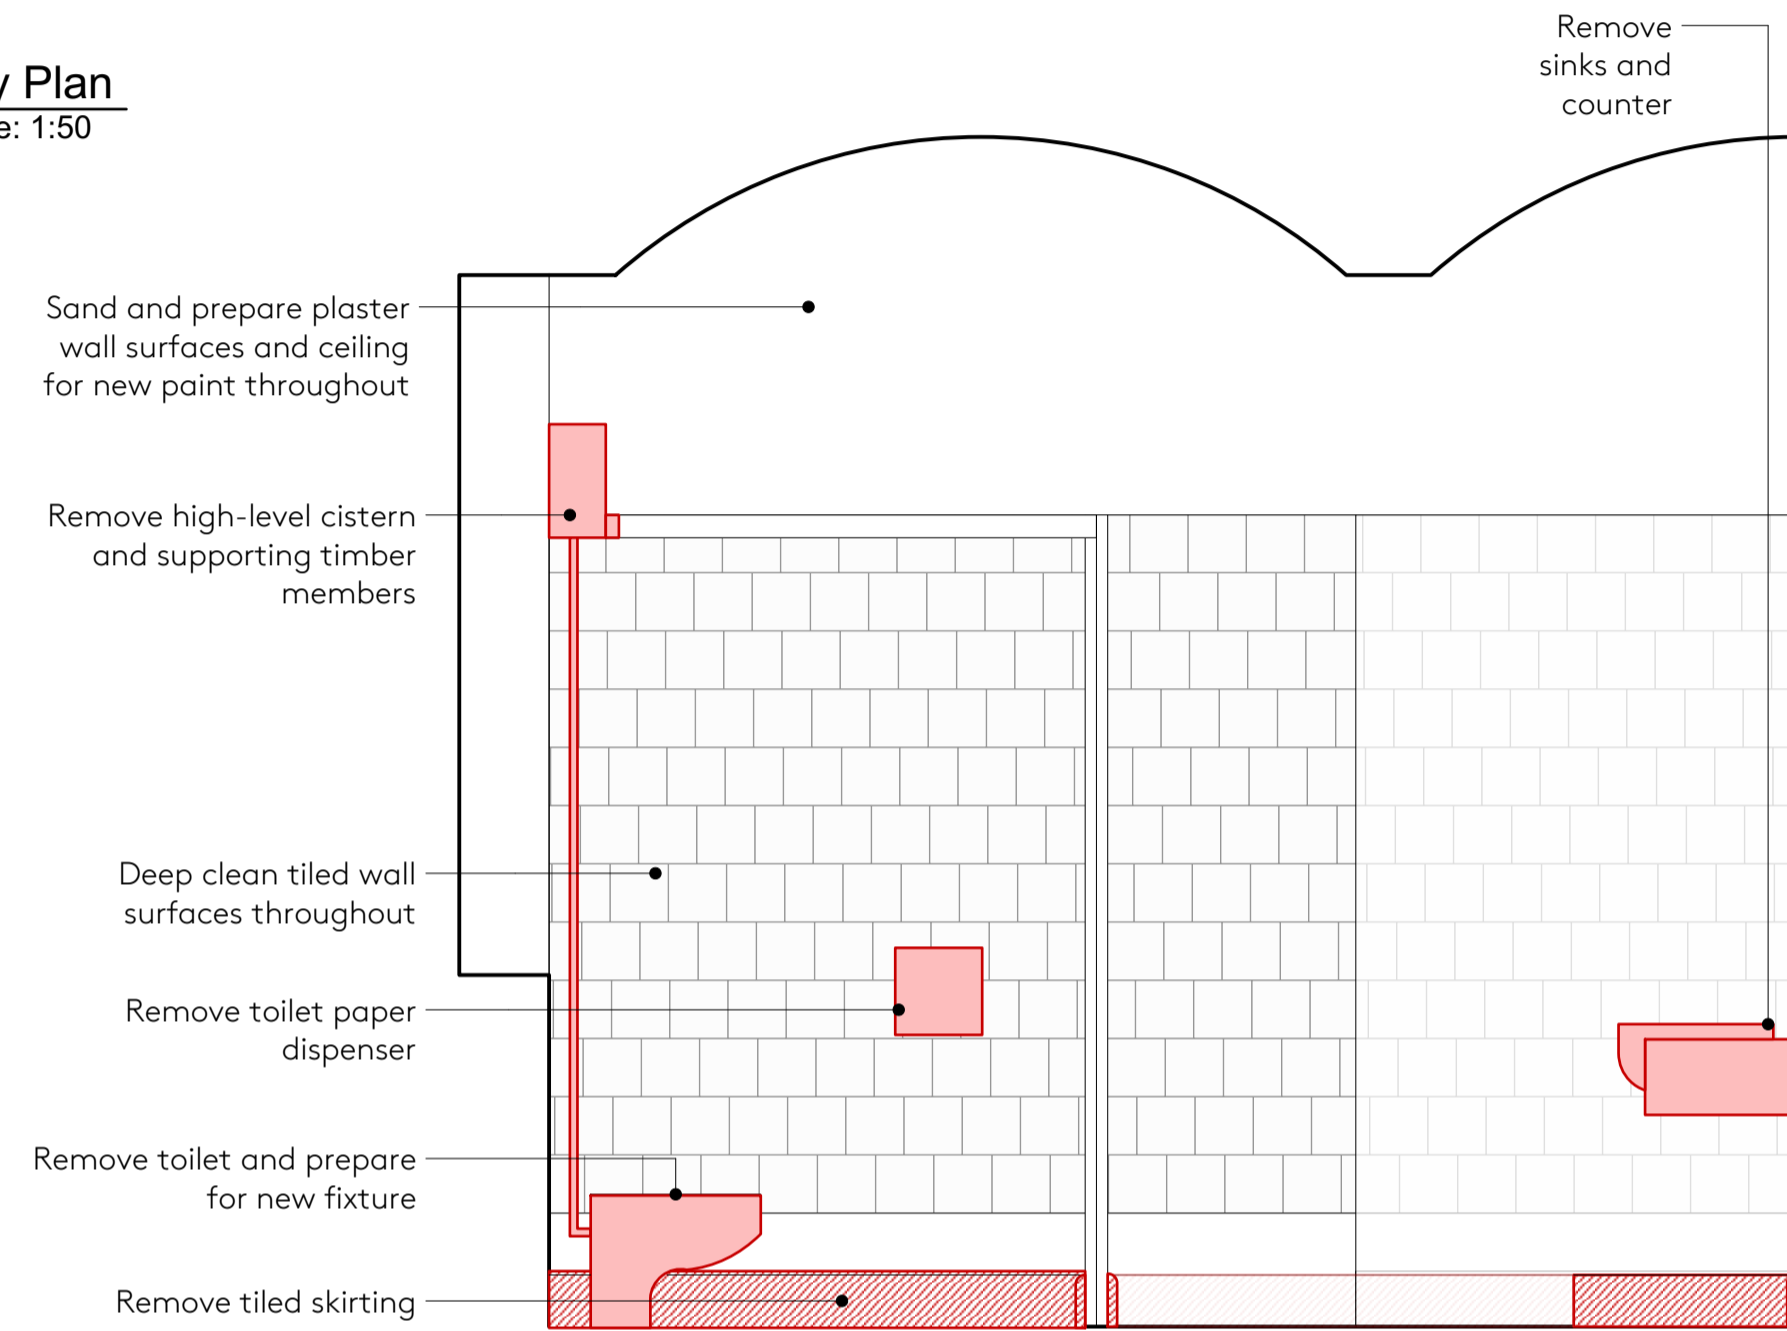 Plan
: 1:50
Remove
sinks and
counter
Sand and prepare plaster
wall surfaces and ceiling
for new paint throughout
Remove high-level cistern
and supporting timber
members
Deep clean tiled wall
surfaces throughout
Remove toilet paper
dispenser
Remove toilet and prepare
for new fixture
Remove tiled skirting